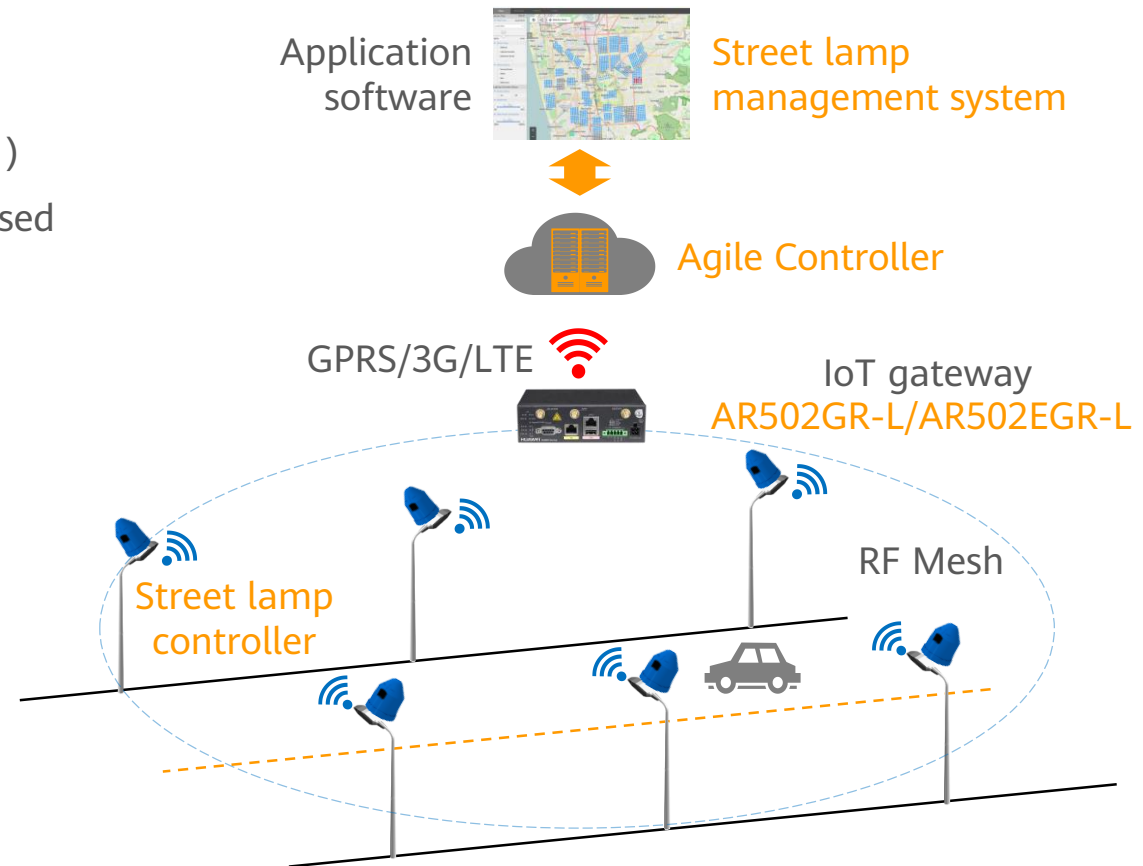 Application
software
Street lamp
management system
)
sed
Agile Controller
GPRS/3G/LTE
IoT gateway
AR502GR-L/AR502EGR-L
RF Mesh
Street lamp
controller